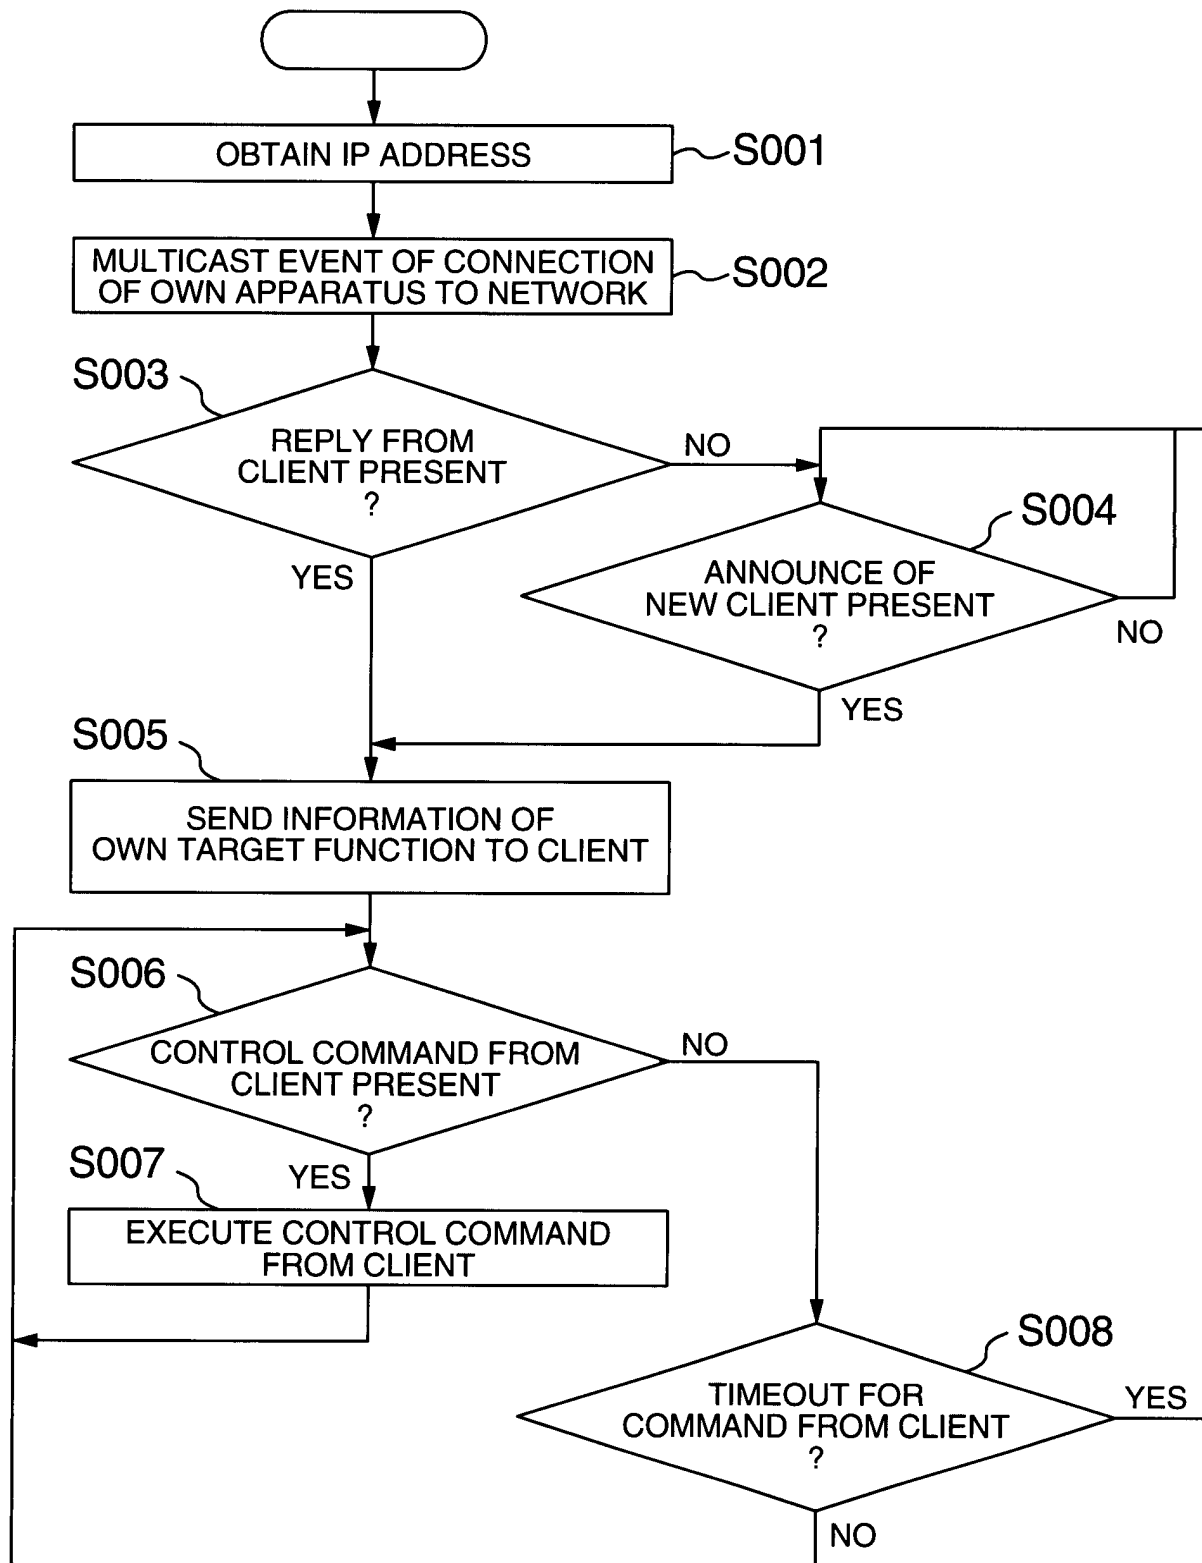 OBTAIN IP ADDRESS
S001
MULTICAST EVENT OF CONNECTION
OF OWN APPARATUS TO NETWORK
S002
S003
REPLY FROM
CLIENT PRESENT
?
NO
YES
S004
ANNOUNCE OF
NEW CLIENT PRESENT
?
NO
YES
S005
SEND INFORMATION OF
OWN TARGET FUNCTION TO CLIENT
S006
CONTROL COMMAND FROM
CLIENT PRESENT
?
NO
YES
S007
EXECUTE CONTROL COMMAND
FROM CLIENT
S008
TIMEOUT FOR
COMMAND FROM CLIENT
?
YES
NO